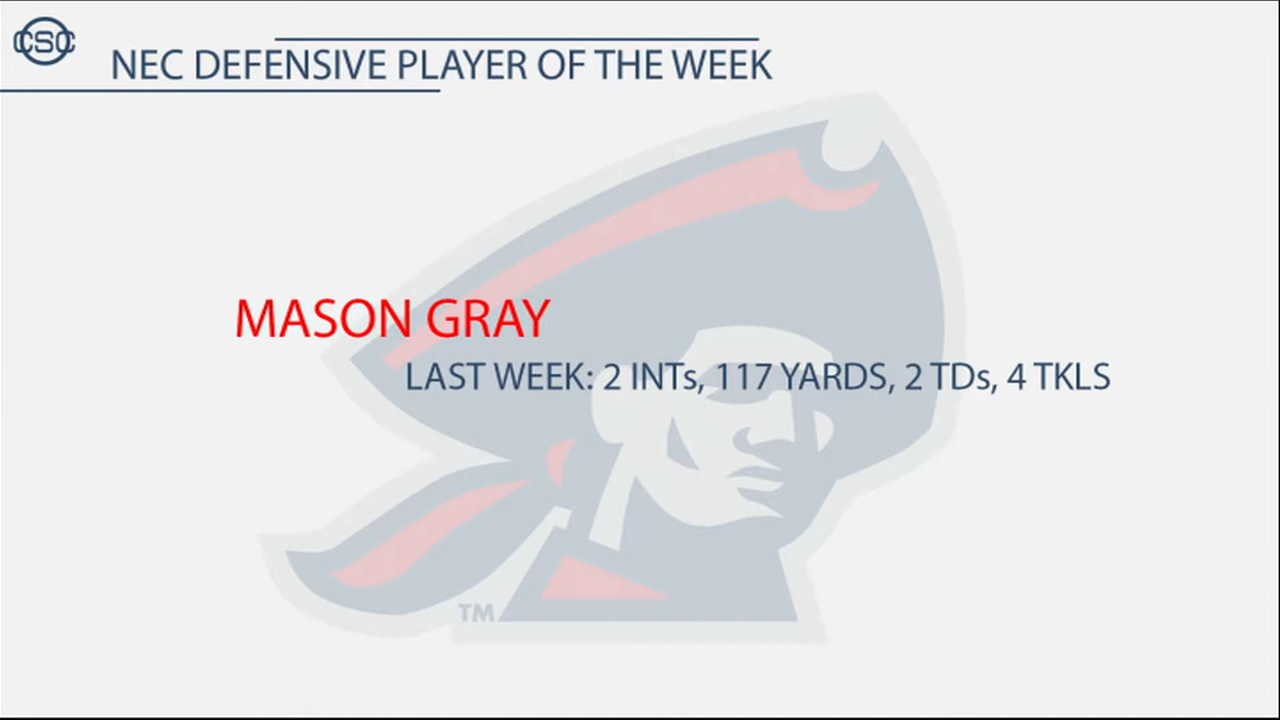 CSC
NEC DEFENSIVE PLAYER OF THE WEEK
MASON GRAY
LAST WEEK: 2 INTs, 117 YARDS, 2 TDs, 4 TKLS
TM